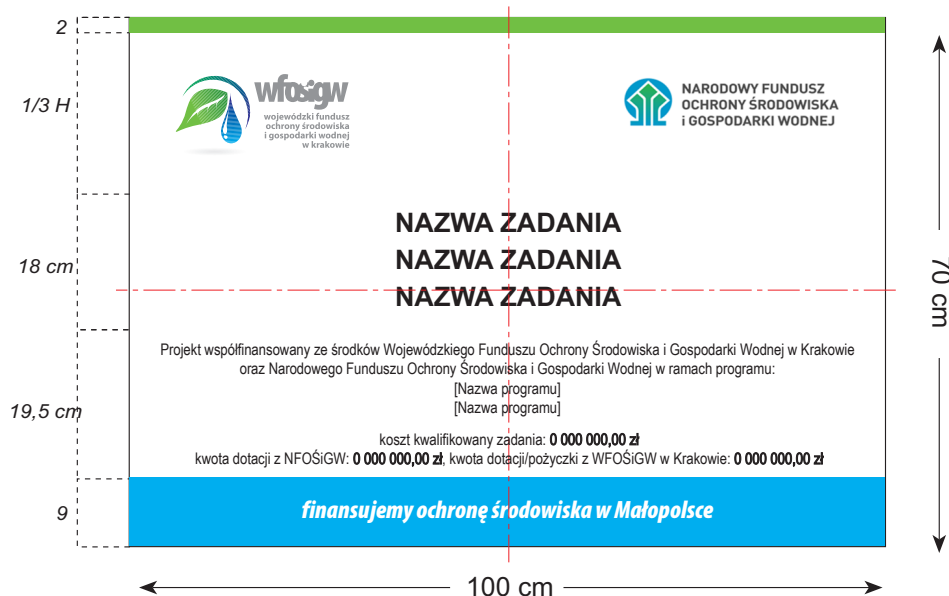 2
1/3 H
18 cm
19,5 cm
9
wfosigw
wojewódzki fundusz
ochrony środowiska
i gospodarki wodnej
w krakowie
NARODOWY FUNDUSZ
OCHRONY ŚRODOWISKA
i GOSPODARKI WODNEJ
NAZWA ZADANIA
NAZWA ZADANIA
NAZWA ZADANIA
Projekt współfinansowany ze środków Wojewódzkiego Funduszu Ochrony Środowiska i Gospodarki Wodnej w Krakowie
oraz Narodowego Funduszu Ochrony Środowiska i Gospodarki Wodnej w ramach programu:
[Nazwa programu]
[Nazwa programu]
koszt kwalifikowany zadania: 0 000 000,00 zł
kwota dotacji z NFOŚiGW: 0 000 000,00 zł, kwota dotacji/pożyczki z WFOŚiGW w Krakowie: 0 000 000,00 zł
finansujemy ochronę środowiska w Małopolsce
70 cm
100 cm